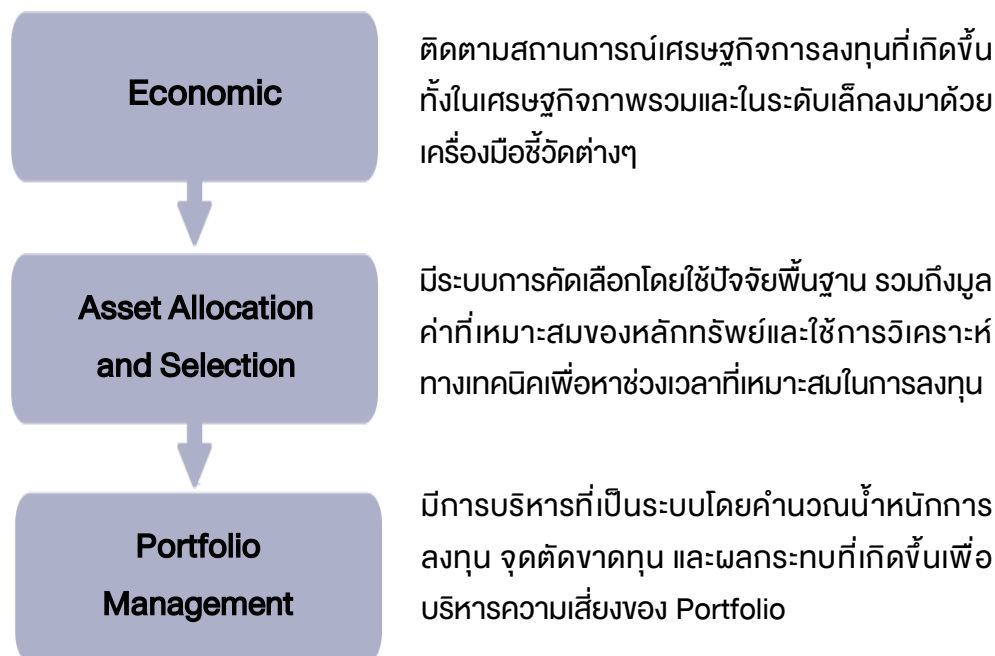 Economic
ติดตามสถานการณ์เศรษฐกิจการลงทุนที่เกิดขึ้น
ทั้งในเศรษฐกิจภาพรวมและในระดับเล็กลงมาด้วย
เครื่องมือชี้วัดต่างๆ
Asset Allocation
and Selection
มีระบบการคัดเลือกโดยใช้ปัจจัยพื้นฐาน รวมถึงมูล
ค่าที่เหมาะสมของหลักทรัพย์และใช้การวิเคราะห์
ทางเทคนิคเพื่อหาช่วงเวลาที่เหมาะสมในการลงทุน
Portfolio
Management
มีการบริหารที่เป็นระบบโดยคำนวณน้ำหนักการ
ลงทุน จุดตัดขาดทุน และผลกระทบที่เกิดขึ้นเพื่อ
บริหารความเสี่ยงของ Portfolio